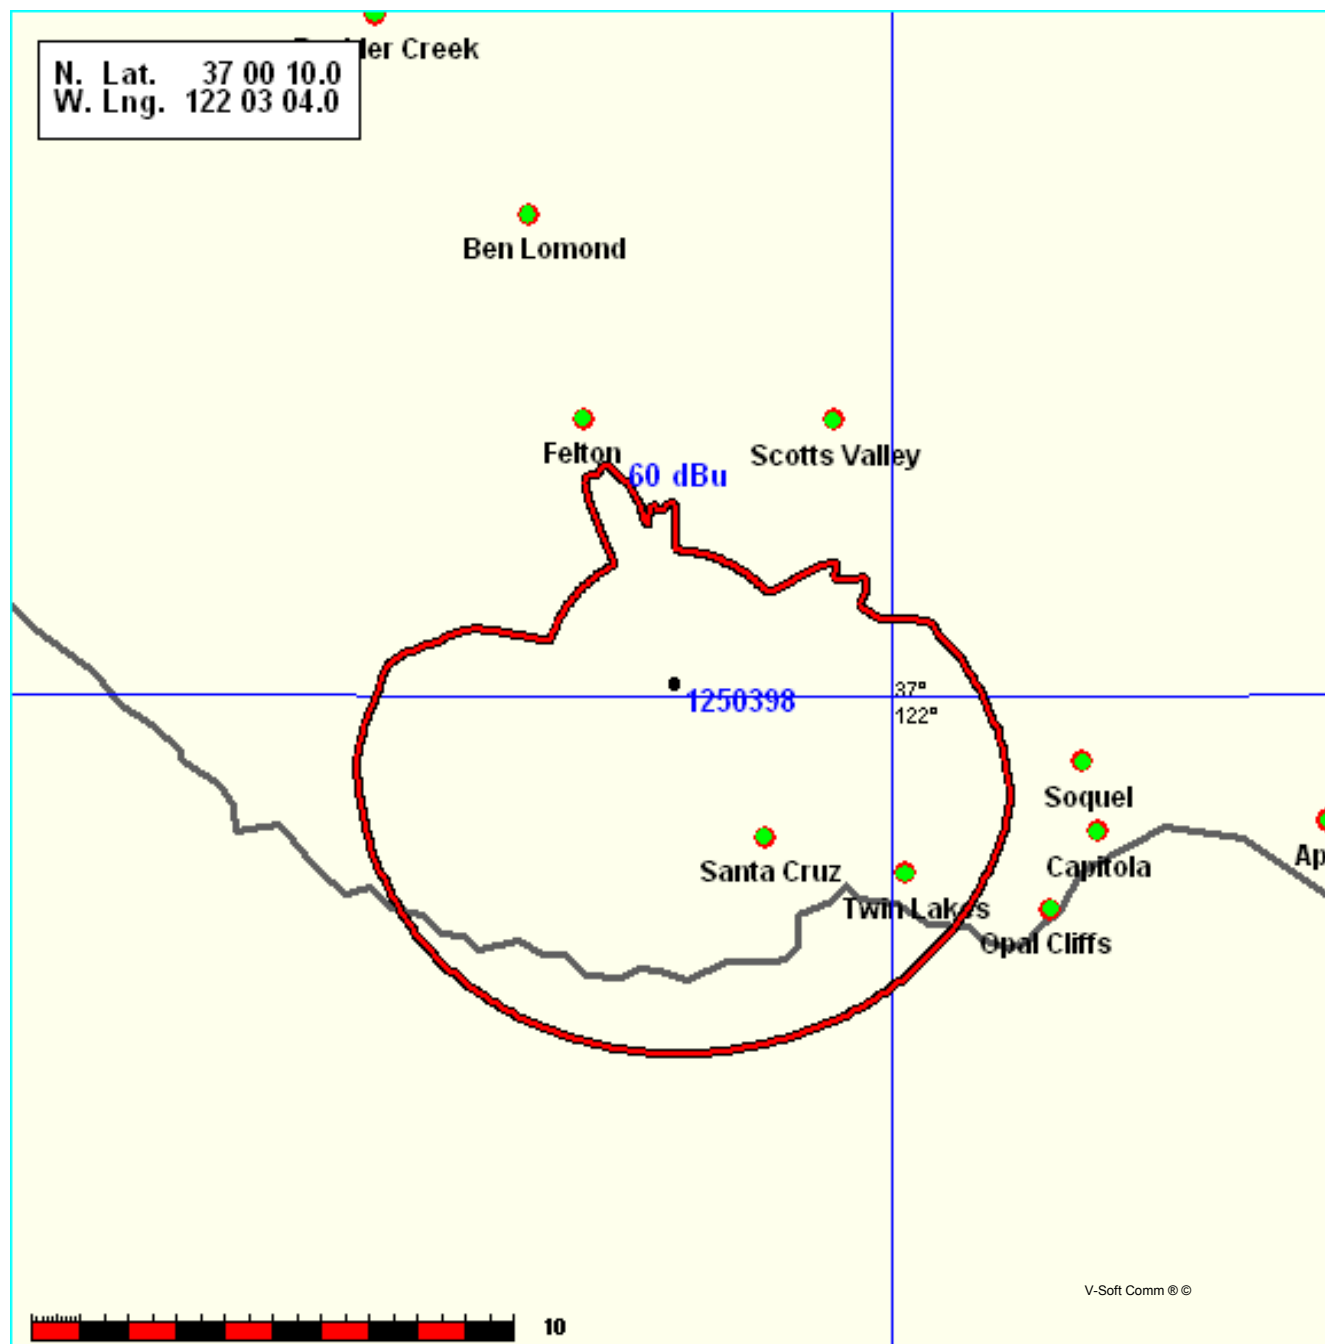 Creek
N. Lat. 37 00 10.0
W. Lng. 122 03 04.0
Ben Lomond
Felton
Scotts Valley
60 dBu
1250398
37°
122°
Soquel
Santa Cruz
Capitola
Ap
Twin Lakes
Opal Cliffs
V-Soft Comm ® ©
10